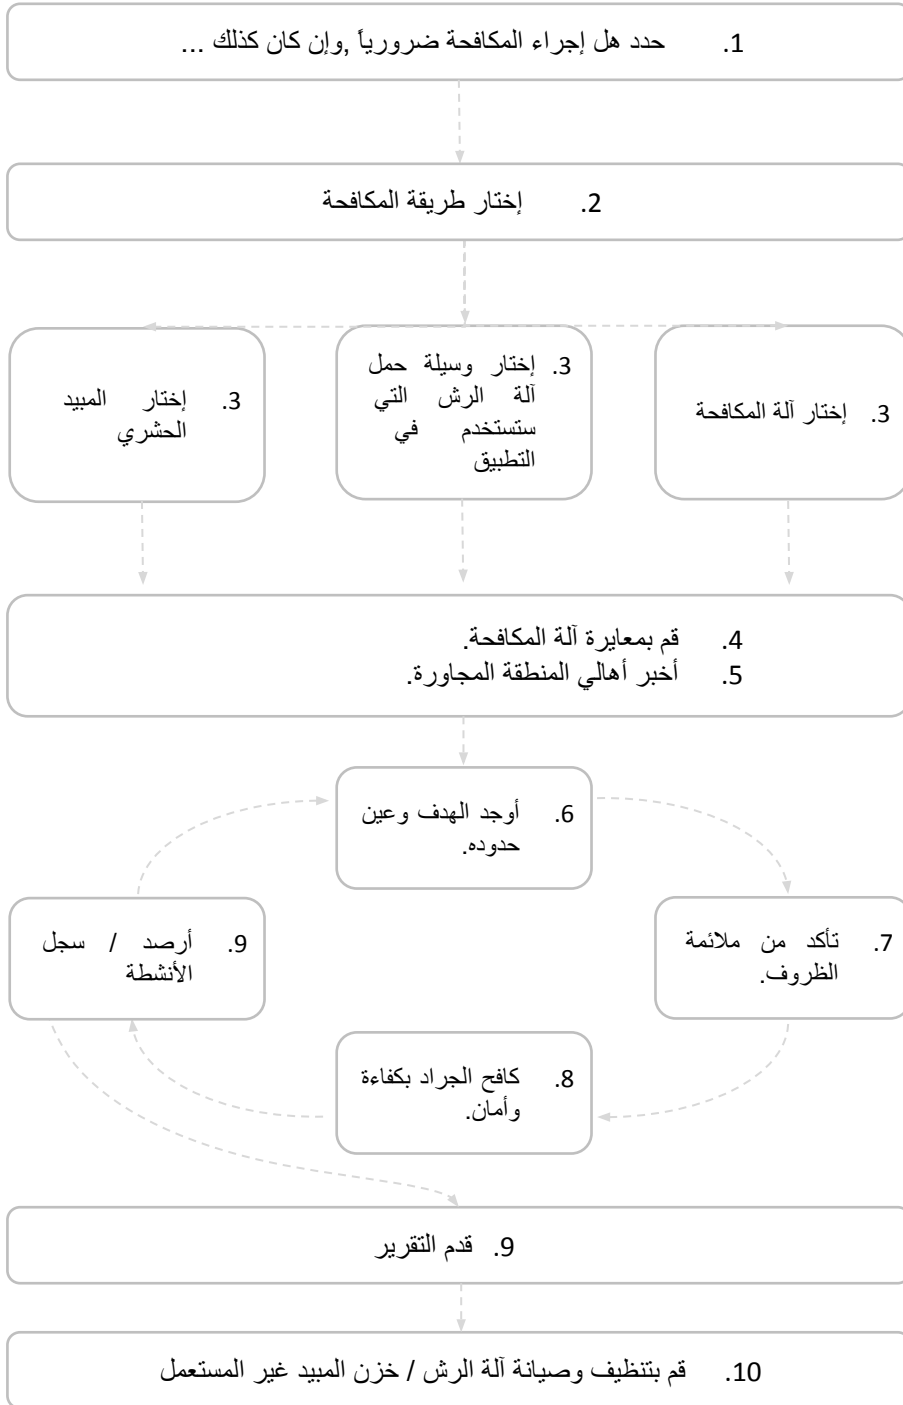 1. حدد هل إجراء المكافحة ضرورياً ,وإن كان كذلك ...
2. إختار طريقة المكافحة
3. إختار آلة المكافحة
3. إختار وسيلة حمل
آلة الرش التي
ستستخدم في
التطبيق
3. إختار المبيد
الحشري
4. قم بمعايرة آلة المكافحة.
5. أخبر أهالي المنطقة المجاورة.
6. أوجد الهدف وعين
حدوده.
7. تأكد من ملائمة
الظروف.
8. كافح الجراد بكفاءة
وأمان.
9. أرصد / سجل
الأنشطة
9. قدم التقرير
10. قم بتنظيف وصيانة آلة الرش / خزن المبيد غير المستعمل